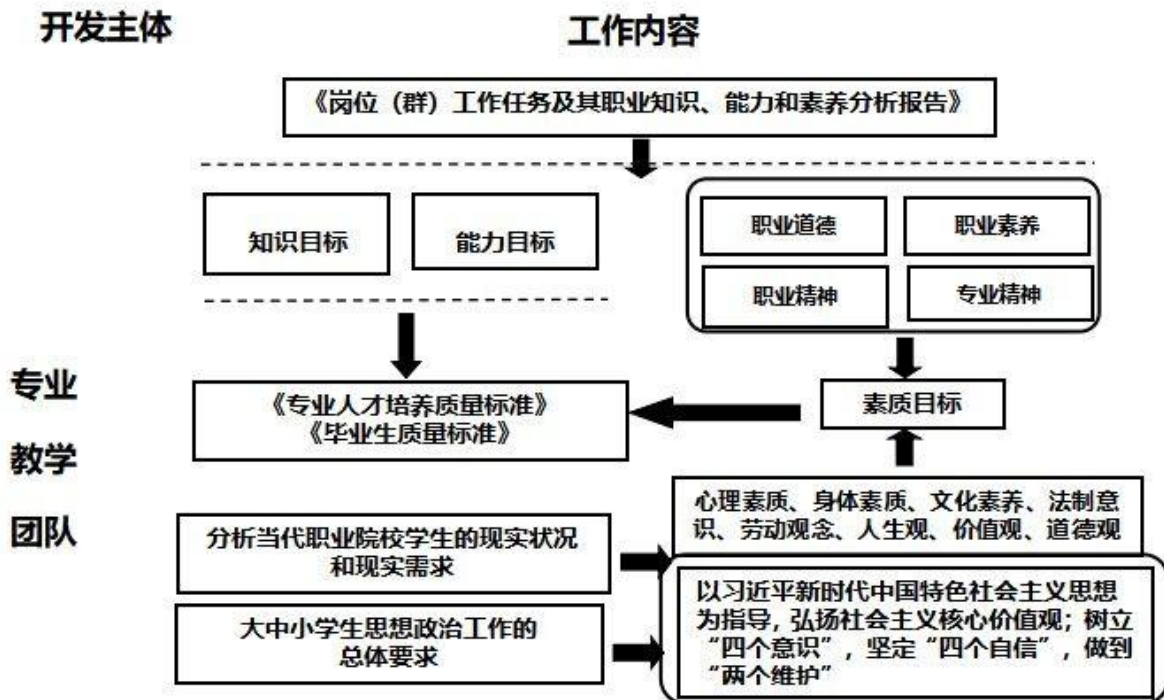 开发主体
工作内容
《岗位（群）工作任务及其职业知识、能力和素养分析报告》
知识目标
能力目标
职业道德
职业素养
职业精神
专业精神
专业
教学
团队
《专业人才培养质量标准》
《毕业生质量标准》
素质目标
心理素质、身体素质、文化素养、法制意
识、劳动观念、人生观、价值观、道德观
分析当代职业院校学生的现实状况
和现实需求
以习近平新时代中国特色社会主义思想
为指导，弘扬社会主义核心价值观；树立
“四个意识”，坚定“四个自信”，做到
“两个维护”
大中小学生思想政治工作的
总体要求